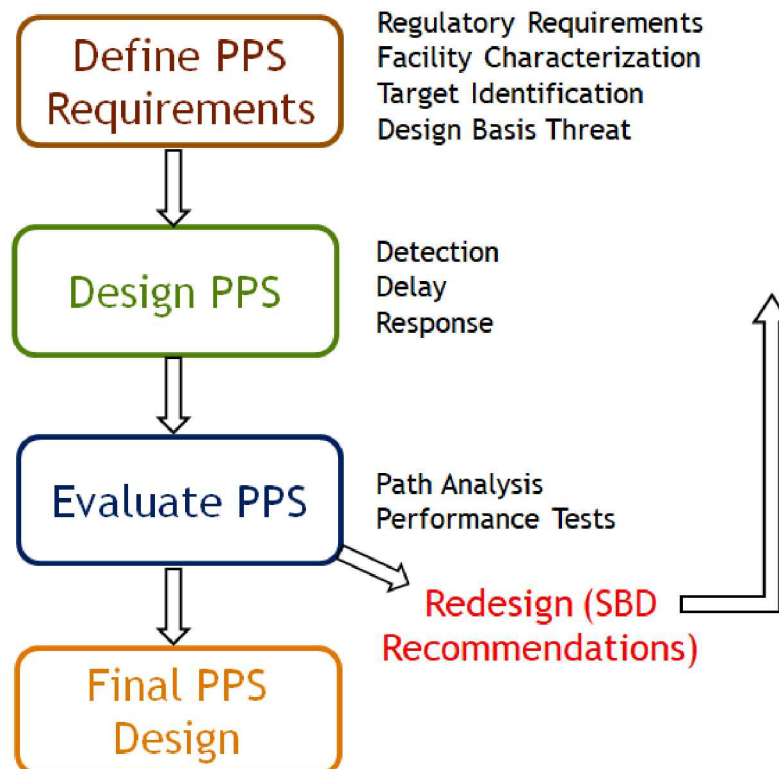 Define PPS
Requirements
Regulatory Requirements
Facility Characterization
Target Identification
Design Basis Threat
Design PPS
Detection
Delay
Response
Evaluate PPS
Path Analysis
Performance Tests
Redesign (SBD
Recommendations)
Final PPS
Design